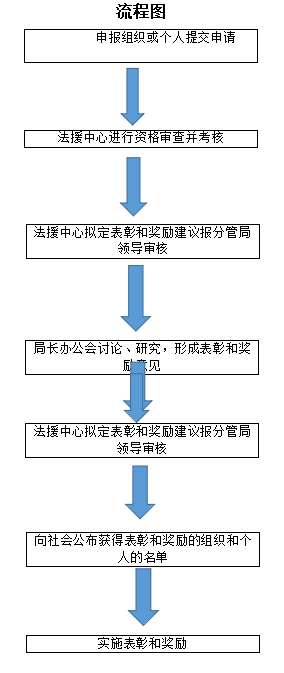 流程图
申报组织或个人提交申请
法援中心进行资格审查并考核
法援中心拟定表彰和奖励建议报分管局
领导审核
局长办公会讨论、研究，形成表彰和奖
励意见
法援中心拟定表彰和奖励建议报分管局
领导审核
向社会公布获得表彰和奖励的组织和个
人的名单
实施表彰和奖励